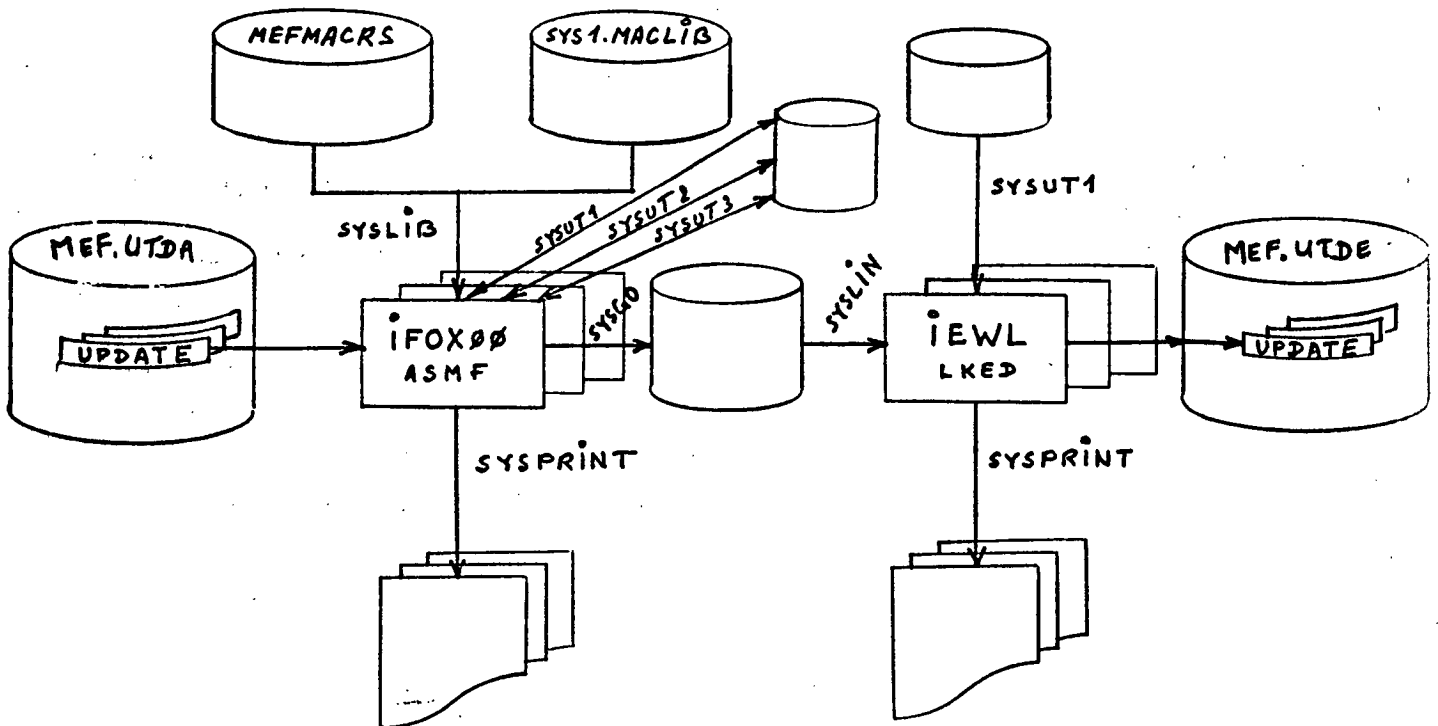 MEFMACRS
SYS1.MACLiB
SYSLiB
SYSUT1
SYSUT2
SYSUT3
SYSUT1
MEF.UTDA
UPDATE
iFOXØØ
ASMF
SYSGO
SYSLiN
iEWL
LKED
MEF.UTDE
UPDATE
SYSPRiNT
SYSPRiNT